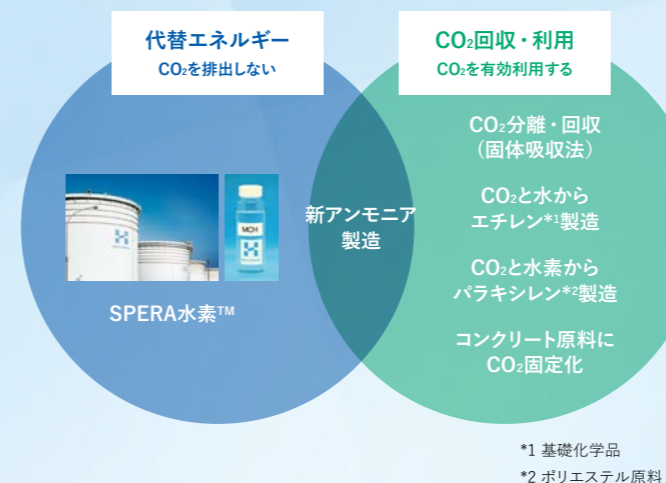 代替エネルギー
CO₂を排出しない
CO₂回収・利用
CO₂を有効利用する
MCH
SPERA水素™
新アンモニア
製造
CO₂分離・回収
（固体吸収法）
CO₂と水から
エチレン*¹製造
CO₂と水素から
パラキシレン*²製造
コンクリート原料に
CO₂固定化
*1 基礎化学品
*2 ポリエステル原料